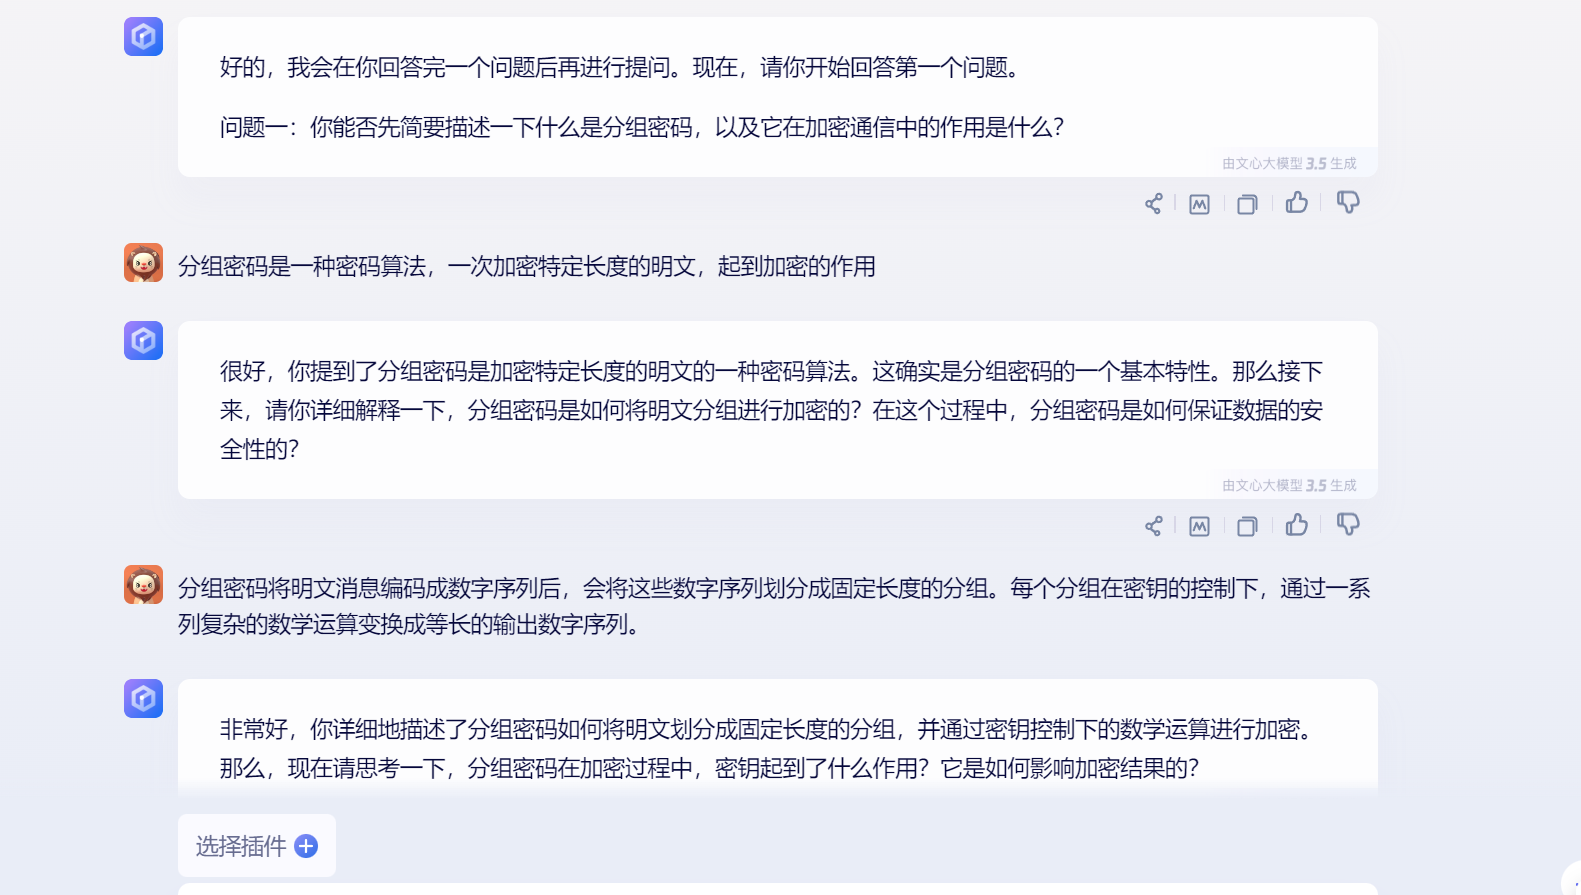 好的，我会在你回答完一个问题后再进行提问。现在，请你开始回答第一个问题。
问题一：你能否先简要描述一下什么是分组密码，以及它在加密通信中的作用是什么？
由文心大模型 3.5 生成
分组密码是一种密码算法，一次加密特定长度的明文，起到加密的作用
很好，你提到了分组密码是加密特定长度的明文的一种密码算法。这确实是分组密码的一个基本特性。那么接下
来，请你详细解释一下，分组密码是如何将明文分组进行加密的？在这个过程中，分组密码是如何保证数据的安
全性的？
由文心大模型 3.5 生成
分组密码将明文消息编码成数字序列后，会将这些数字序列划分成固定长度的分组。每个分组在密钥的控制下，通过一系
列复杂的数学运算变换成等长的输出数字序列。
非常好，你详细地描述了分组密码如何将明文划分成固定长度的分组，并通过密钥控制下的数学运算进行加密。
那么，现在请思考一下，分组密码在加密过程中，密钥起到了什么作用？它是如何影响加密结果的？
选择插件